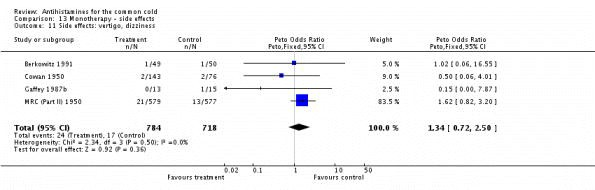 Review: Antihistamines for the common cold
Comparison: 13 Monotherapy - side effects
Outcome: 11 Side effects: vertigo, dizziness
Study or subgroup Treatment Control Peto Odds Ratio Weight Peto Odds Ratio
n/N n/N Peto,Fixed,95% CI Peto,Fixed,95% CI
Berkowitz 1991 1/49 1/50 5.0 % 1.02 [ 0.06, 16.55 ]
Cowan 1950 2/143 2/76 9.0 % 0.50 [ 0.06, 4.01 ]
Gaffey 1987b 0/13 1/15 2.5 % 0.15 [ 0.00, 7.87 ]
MRC (Part II) 1950 21/579 13/577 83.5 % 1.62 [ 0.82, 3.20 ]
Total (95% CI) 784 718 100.0 % 1.34 [ 0.72, 2.50 ]
Total events: 24 (Treatment), 17 (Control)
Heterogeneity: Chi² = 2.34, df = 3 (P = 0.50); I² =0.0%
Test for overall effect: Z = 0.92 (P = 0.36)
0.02 0.1 1 10 50
Favours treatment Favours control